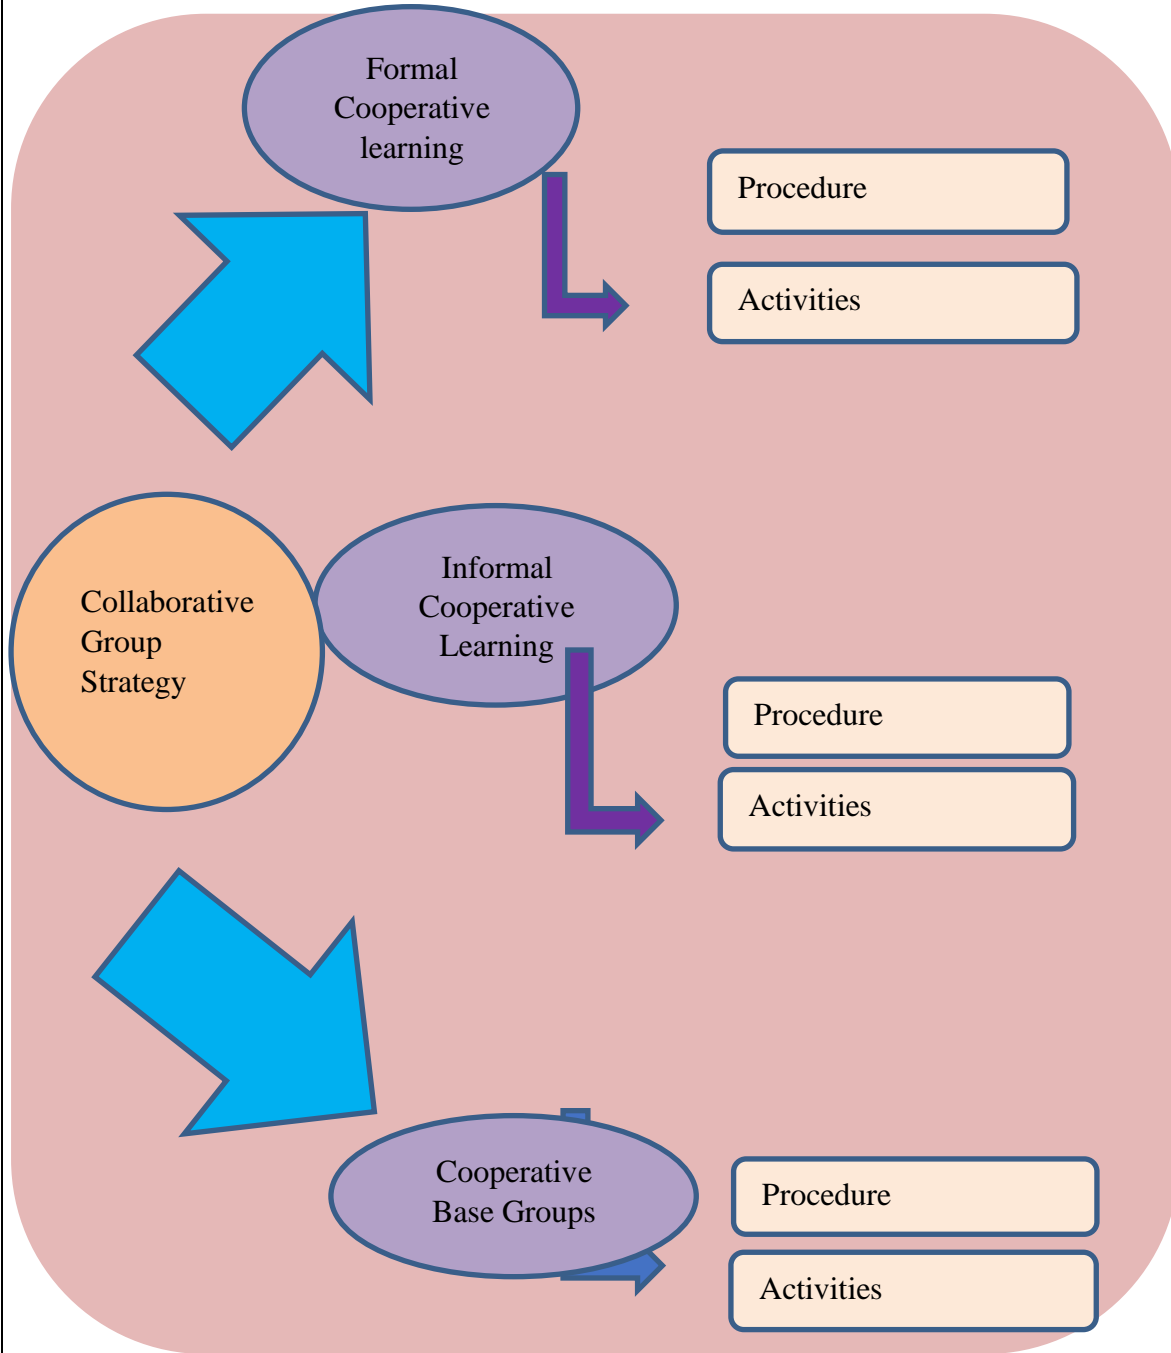 Formal
Cooperative
learning
Procedure
Activities
Collaborative
Group
Strategy
Informal
Cooperative
Learning
Procedure
Activities
Cooperative
Base Groups
Procedure
Activities